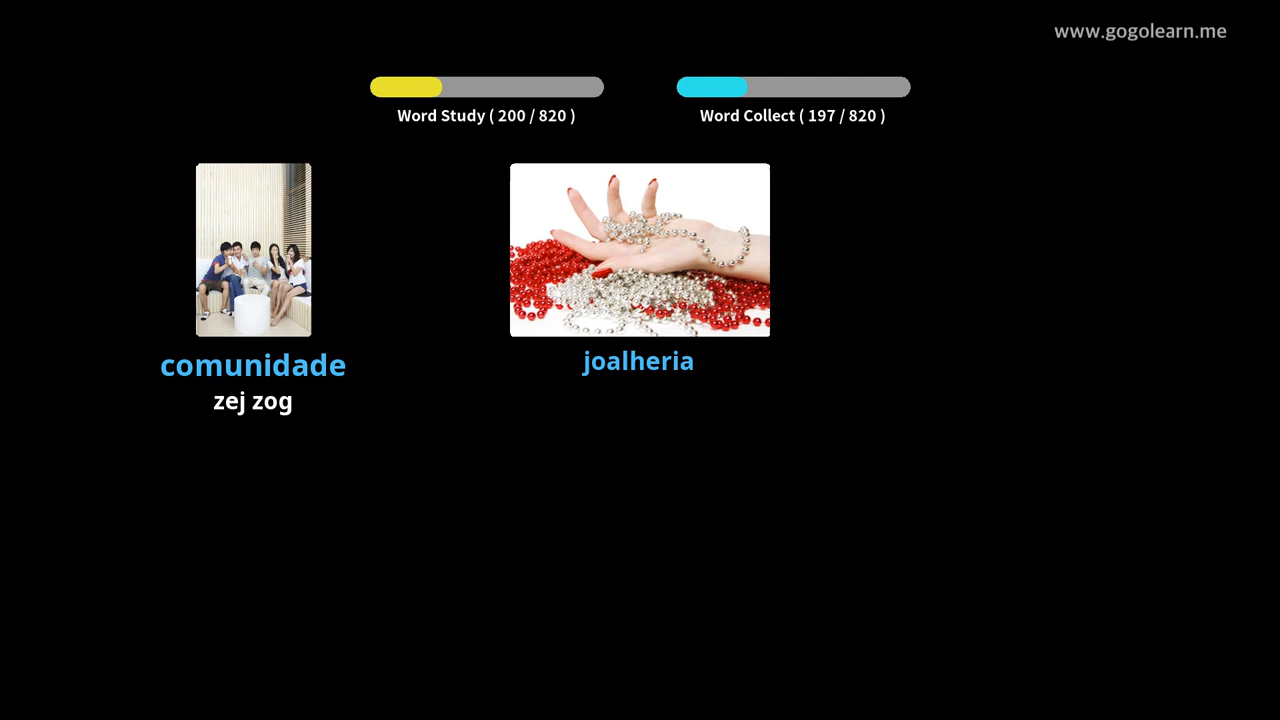 www.gogolearn.me
Word Study ( 200 / 820 )
Word Collect ( 197 / 820 )
comunidade
zej zog
joalheria